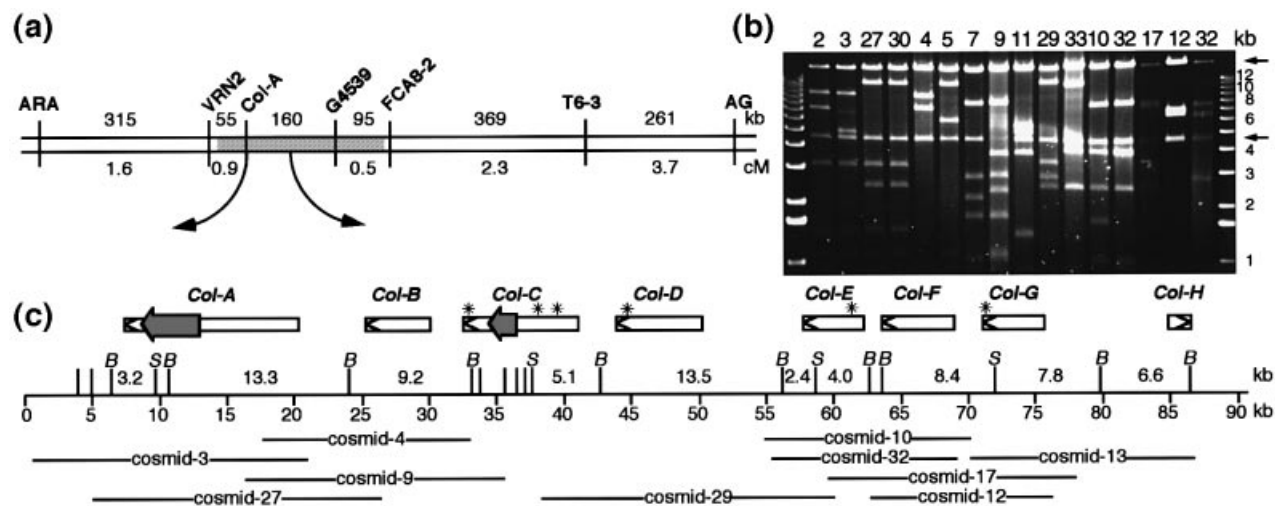 (a)
ARA VRN2 Col-A G4539 FCA8-2 T6-3 AG
315 55 160 95 369 261 kb
1.6 0.9 0.5 2.3 3.7 cM
(b)
2 3 27 30 4 5 7 9 11 29 33 10 32 17 12 32 kb
12
10
8
6
4
3
2
1
(c)
Col-A Col-B Col-C Col-D Col-E Col-F Col-G Col-H
* * * * * *
B S B B B S B B S B B S B B
3.2 13.3 9.2 5.1 13.5 2.4 4.0 8.4 7.8 6.6 kb
0 5 10 15 20 25 30 35 40 45 50 55 60 65 70 75 80 85 90 kb
cosmid-4 cosmid-10
cosmid-3 cosmid-32 cosmid-13
cosmid-9 cosmid-17
cosmid-27 cosmid-29 cosmid-12